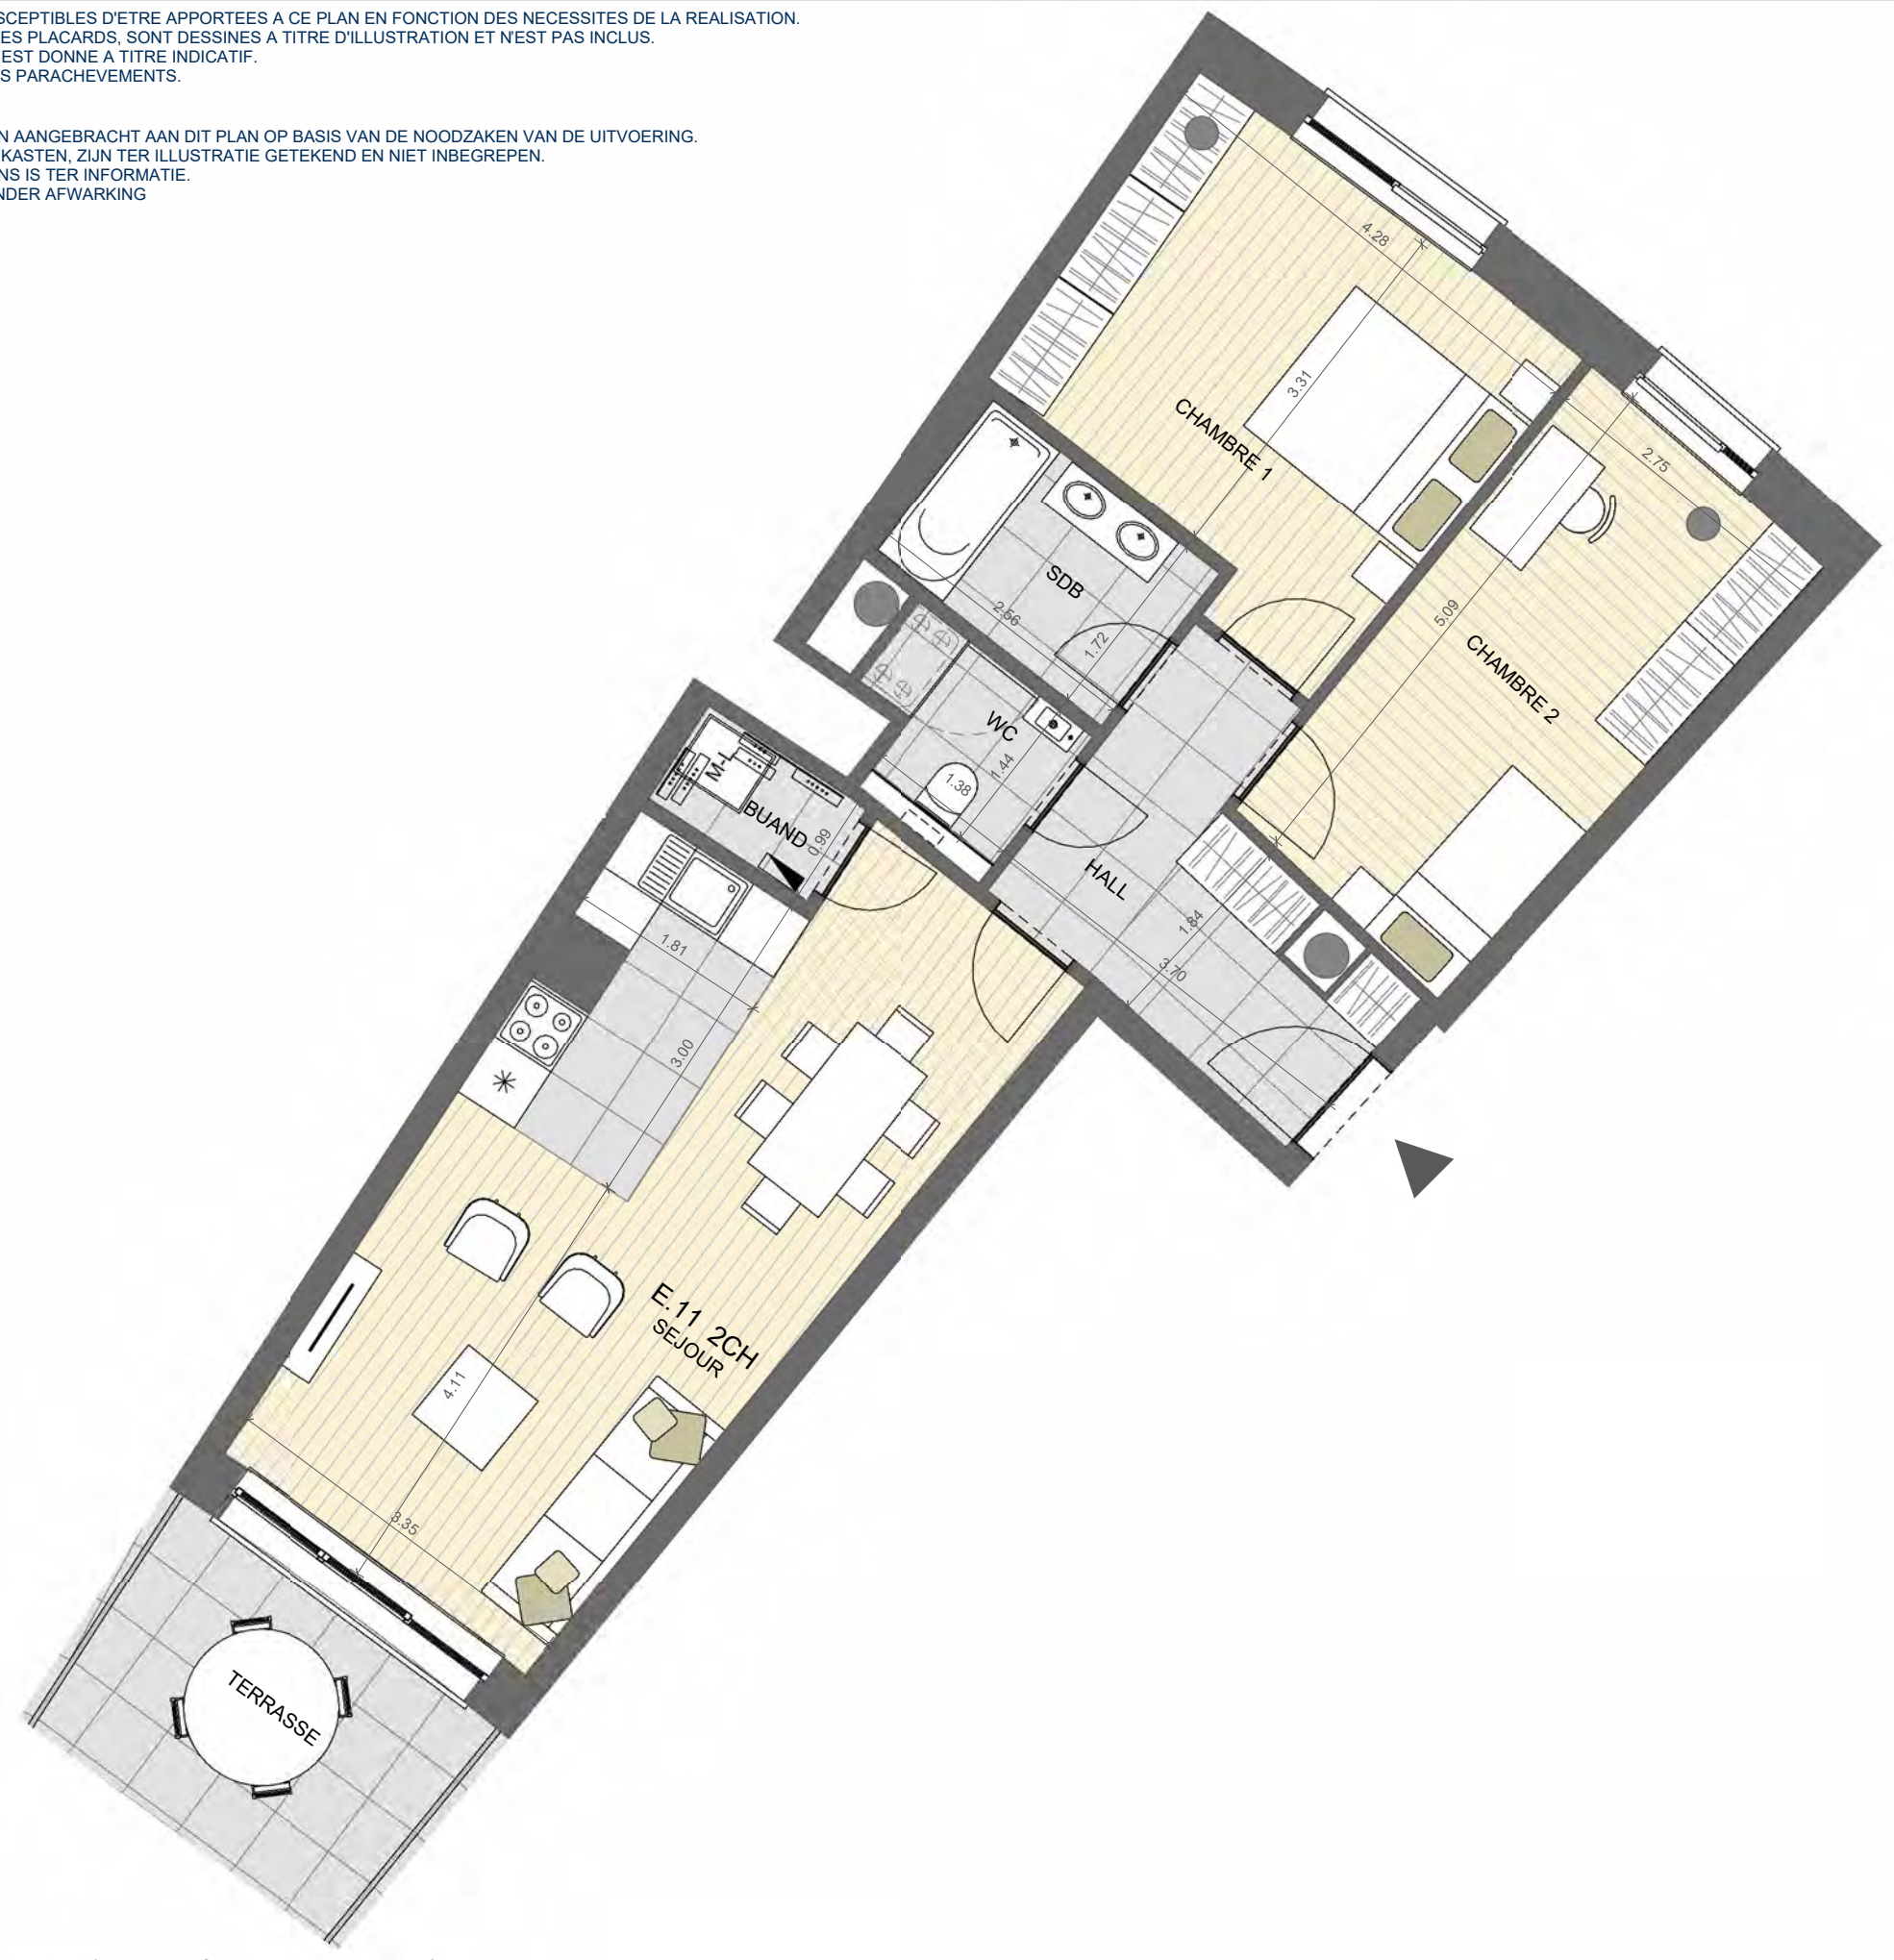 SCEPTIBLES D'ETRE APPORTEES A CE PLAN EN FONCTION DES NECESSITES DE LA REALISATION.
ES PLACARDS, SONT DESSINES A TITRE D'ILLUSTRATION ET N'EST PAS INCLUS.
EST DONNE A TITRE INDICATIF.
S PARACHEVEMENTS.
N AANGEBRACHT AAN DIT PLAN OP BASIS VAN DE NOODZAKEN VAN DE UITVOERING.
KASTEN, ZIJN TER ILLUSTRATIE GETEKEND EN NIET INBEGREPEN.
NS IS TER INFORMATIE.
NDER AFWARKING
4.28
3.31
CHAMBRE 1
2.75
5.09
CHAMBRE 2
SDB
2.56
1.72
WC
1.44
1.38
BUAND
0.99
HALL
1.84
3.70
1.81
3.00
E.11 2CH
SEJOUR
4.11
3.35
TERRASSE